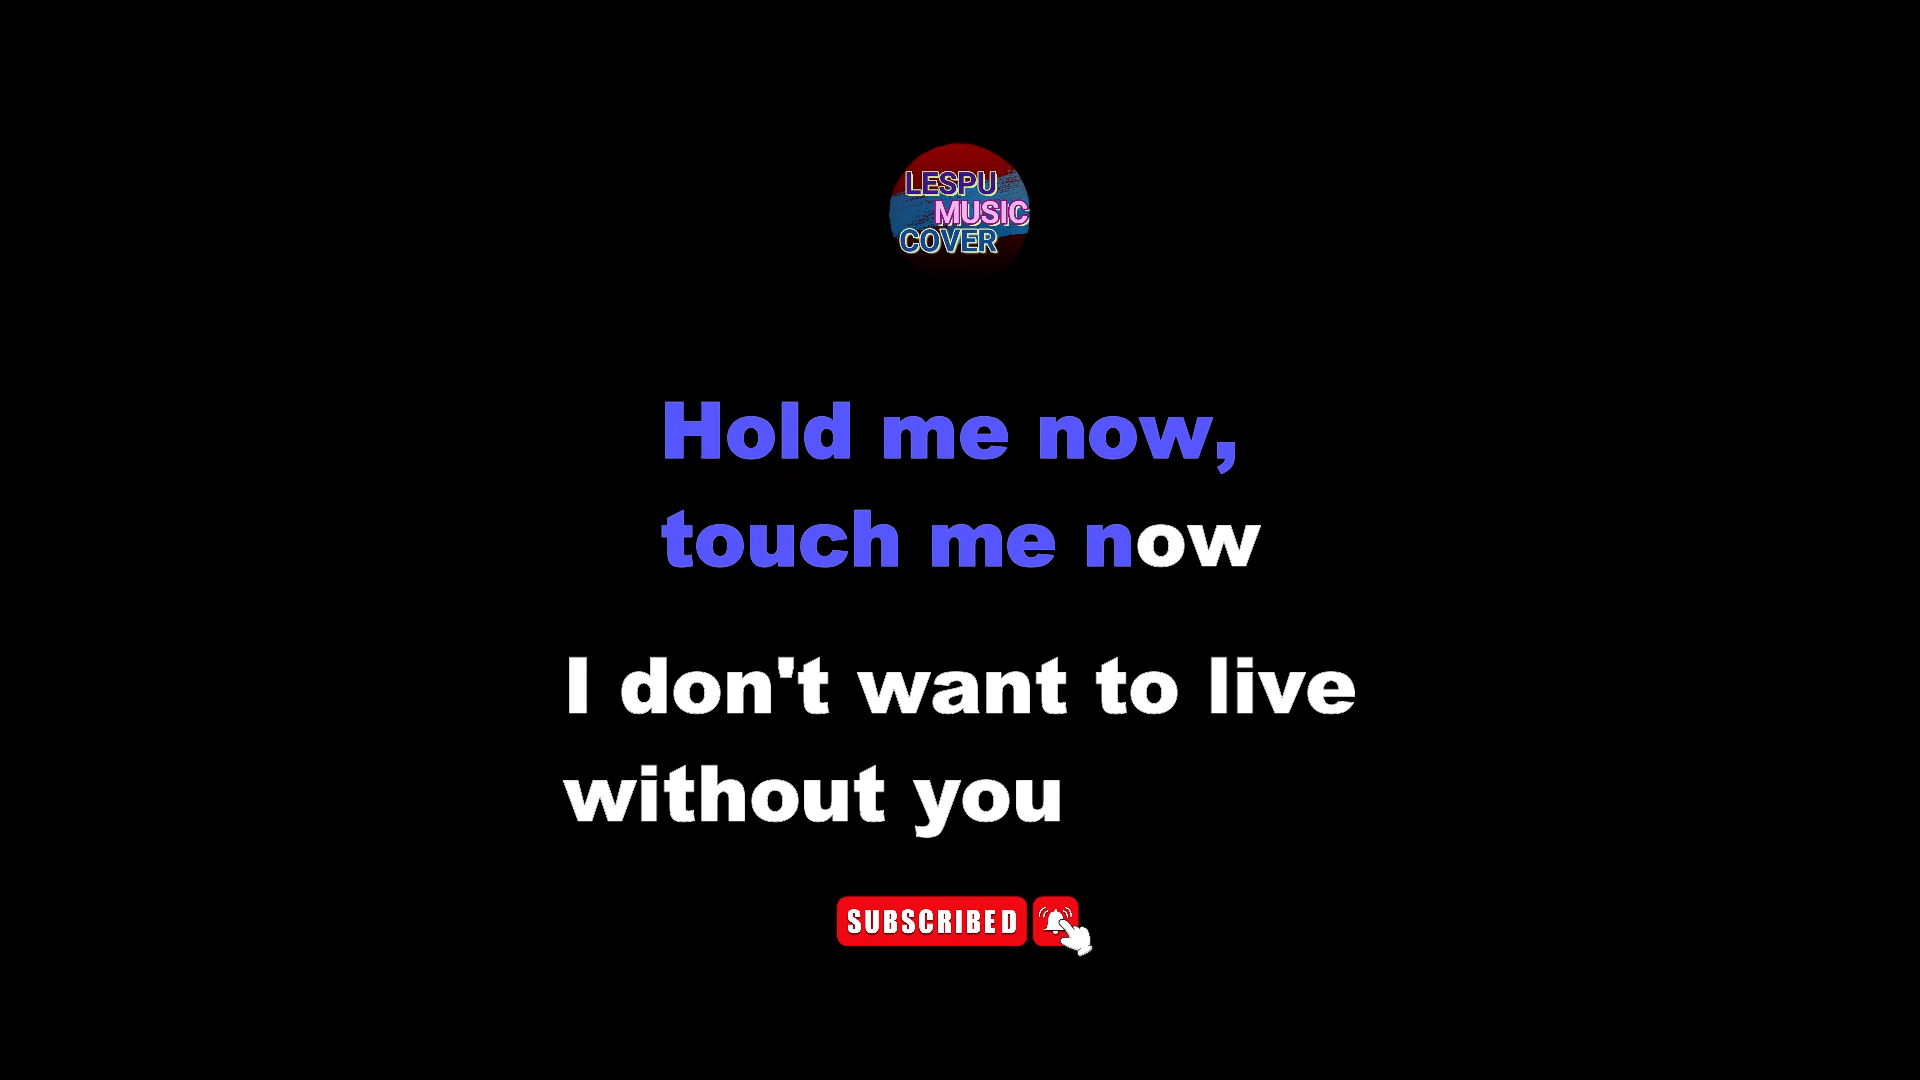 LESPU
MUSIC
COVER
Hold me now,
touch me now
I don't want to live
without you
SUBSCRIBED